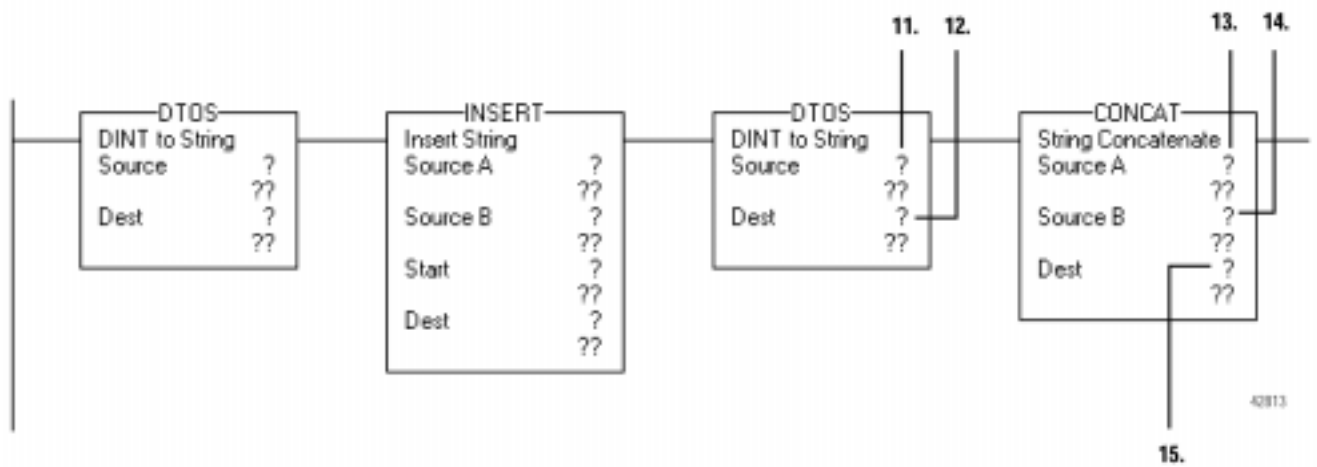 11. 12. 13. 14.
DTOS
DINT to String
Source ?
??
Dest ?
??
INSERT
Insert String
Source A ?
??
Source B ?
??
Start ?
??
Dest ?
??
DTOS
DINT to String
Source ?
??
Dest ?
??
CONCAT
String Concatenate
Source A ?
??
Source B ?
??
Dest ?
??
42813
15.